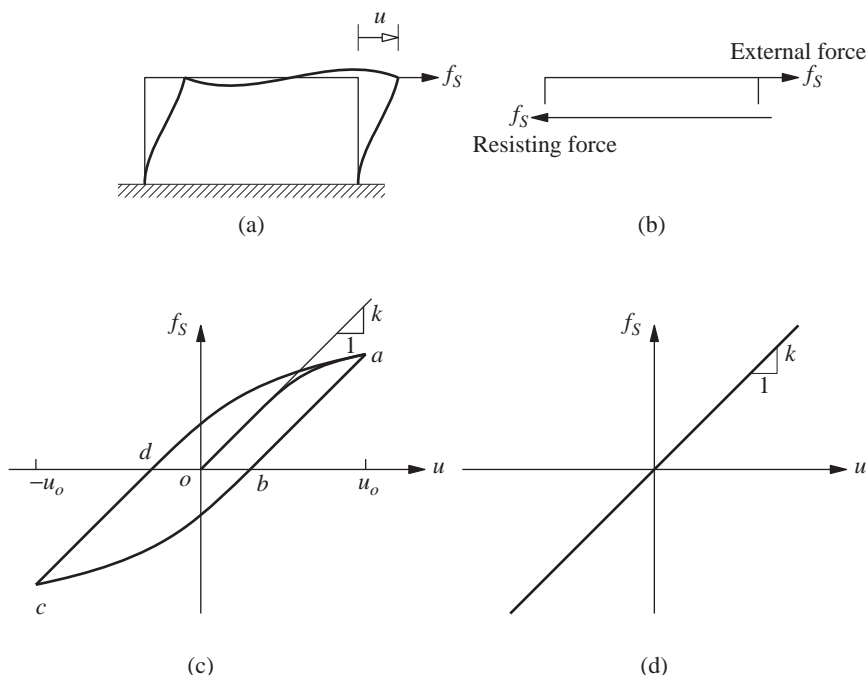 u
f_S
(a)
External force
f_S
f_S
Resisting force
(b)
f_S
k
1
a
d
o
b
u
−u_o
u_o
c
(c)
f_S
k
1
u
(d)